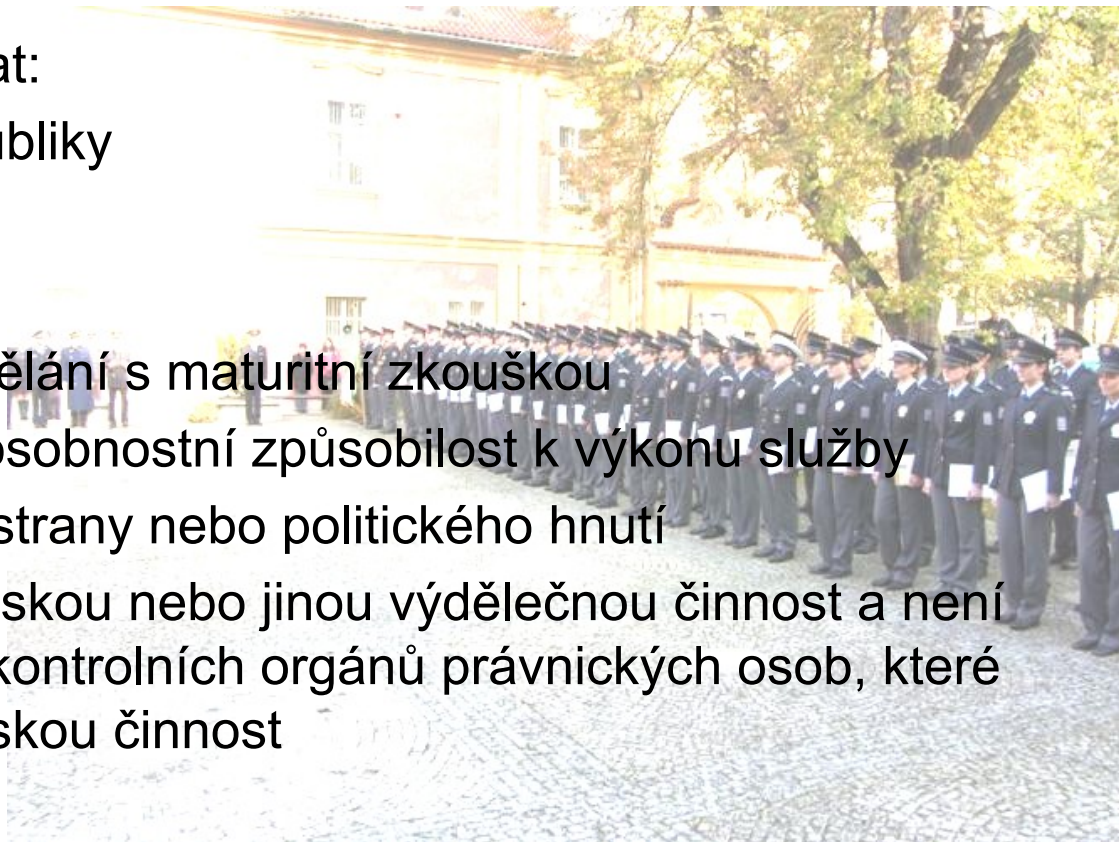 at:
ubliky
ělání s maturitní zkouškou
osobnostní způsobilost k výkonu služby
strany nebo politického hnutí
skou nebo jinou výdělečnou činnost a není
kontrolních orgánů právnických osob, které
skou činnost